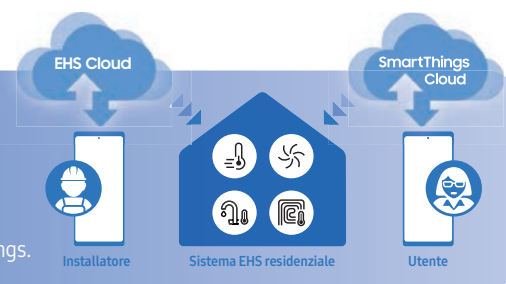 EHS Cloud
SmartThings
Cloud
ngs.
Installatore
Sistema EHS residenziale
Utente